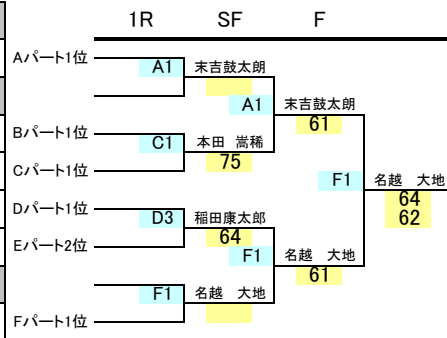 1R SF F
Aパート1位
A1 末吉鼓太朗
A1 末吉鼓太朗
61
Bパート1位
C1 本田 嵩稀
75
Cパート1位
F1 名越 大地
64
62
Dパート1位
D3 稲田康太郎
64
Eパート2位
F1 名越 大地
61
F1 名越 大地
Fパート1位